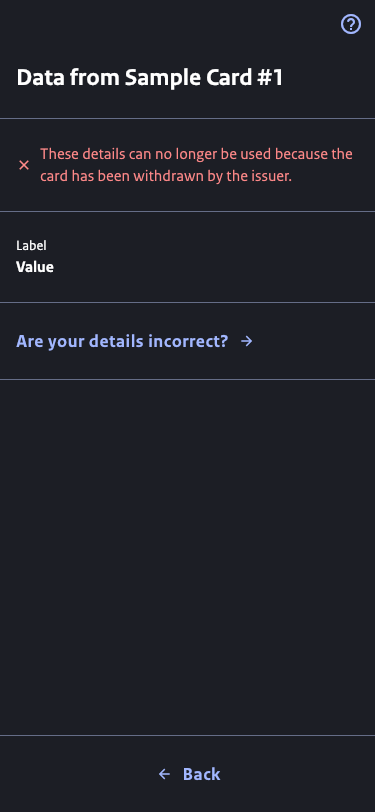 Data from Sample Card #1
These details can no longer be used because the
card has been withdrawn by the issuer.
Label
Value
Are your details incorrect?
Back